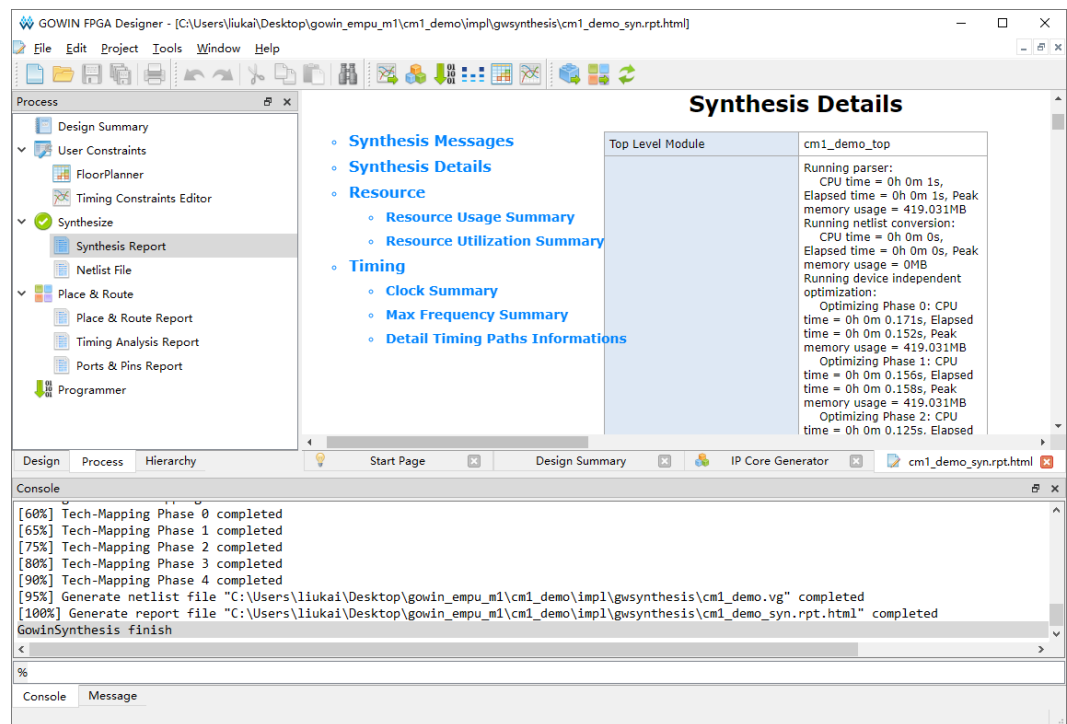 GOWIN FPGA Designer - [C:\Users\liukai\Desktop\gowin_empu_m1\cm1_demo\impl\gwsynthesis\cm1_demo_syn.rpt.html]
File Edit Project Tools Window Help
Process
Design Summary
User Constraints
FloorPlanner
Timing Constraints Editor
Synthesize
Synthesis Report
Netlist File
Place & Route
Place & Route Report
Timing Analysis Report
Ports & Pins Report
Programmer
Design Process Hierarchy
Synthesis Messages
Synthesis Details
Resource
Resource Usage Summary
Resource Utilization Summary
Timing
Clock Summary
Max Frequency Summary
Detail Timing Paths Informations
Synthesis Details
Top Level Module cm1_demo_top
Running parser:
CPU time = 0h 0m 1s,
Elapsed time = 0h 0m 1s, Peak
memory usage = 419.031MB
Running netlist conversion:
CPU time = 0h 0m 0s,
Elapsed time = 0h 0m 0s, Peak
memory usage = 0MB
Running device independent
optimization:
Optimizing Phase 0: CPU
time = 0h 0m 0.171s, Elapsed
time = 0h 0m 0.152s, Peak
memory usage = 419.031MB
Optimizing Phase 1: CPU
time = 0h 0m 0.156s, Elapsed
time = 0h 0m 0.158s, Peak
memory usage = 419.031MB
Optimizing Phase 2: CPU
time = 0h 0m 0.125s, Elapsed
Start Page Design Summary IP Core Generator cm1_demo_syn.rpt.html
Console
[60%] Tech-Mapping Phase 0 completed
[65%] Tech-Mapping Phase 1 completed
[75%] Tech-Mapping Phase 2 completed
[80%] Tech-Mapping Phase 3 completed
[90%] Tech-Mapping Phase 4 completed
[95%] Generate netlist file "C:\Users\liukai\Desktop\gowin_empu_m1\cm1_demo\impl\gwsynthesis\cm1_demo.vg" completed
[100%] Generate report file "C:\Users\liukai\Desktop\gowin_empu_m1\cm1_demo\impl\gwsynthesis\cm1_demo_syn.rpt.html" completed
GowinSynthesis finish
%
Console Message